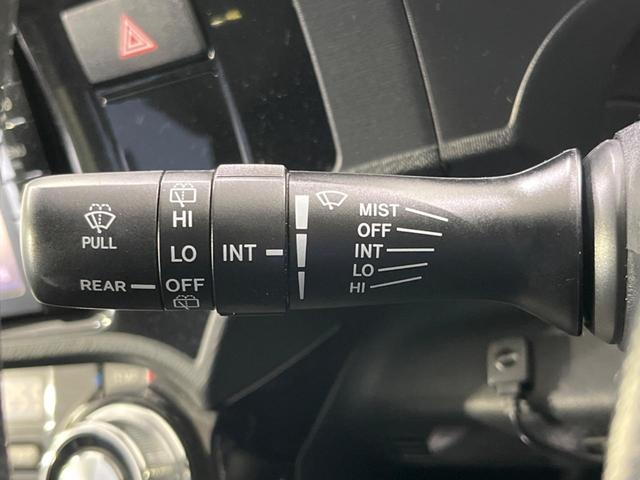 PULL
REAR
HI
LO
OFF
INT
MIST
OFF
INT
LO
HI